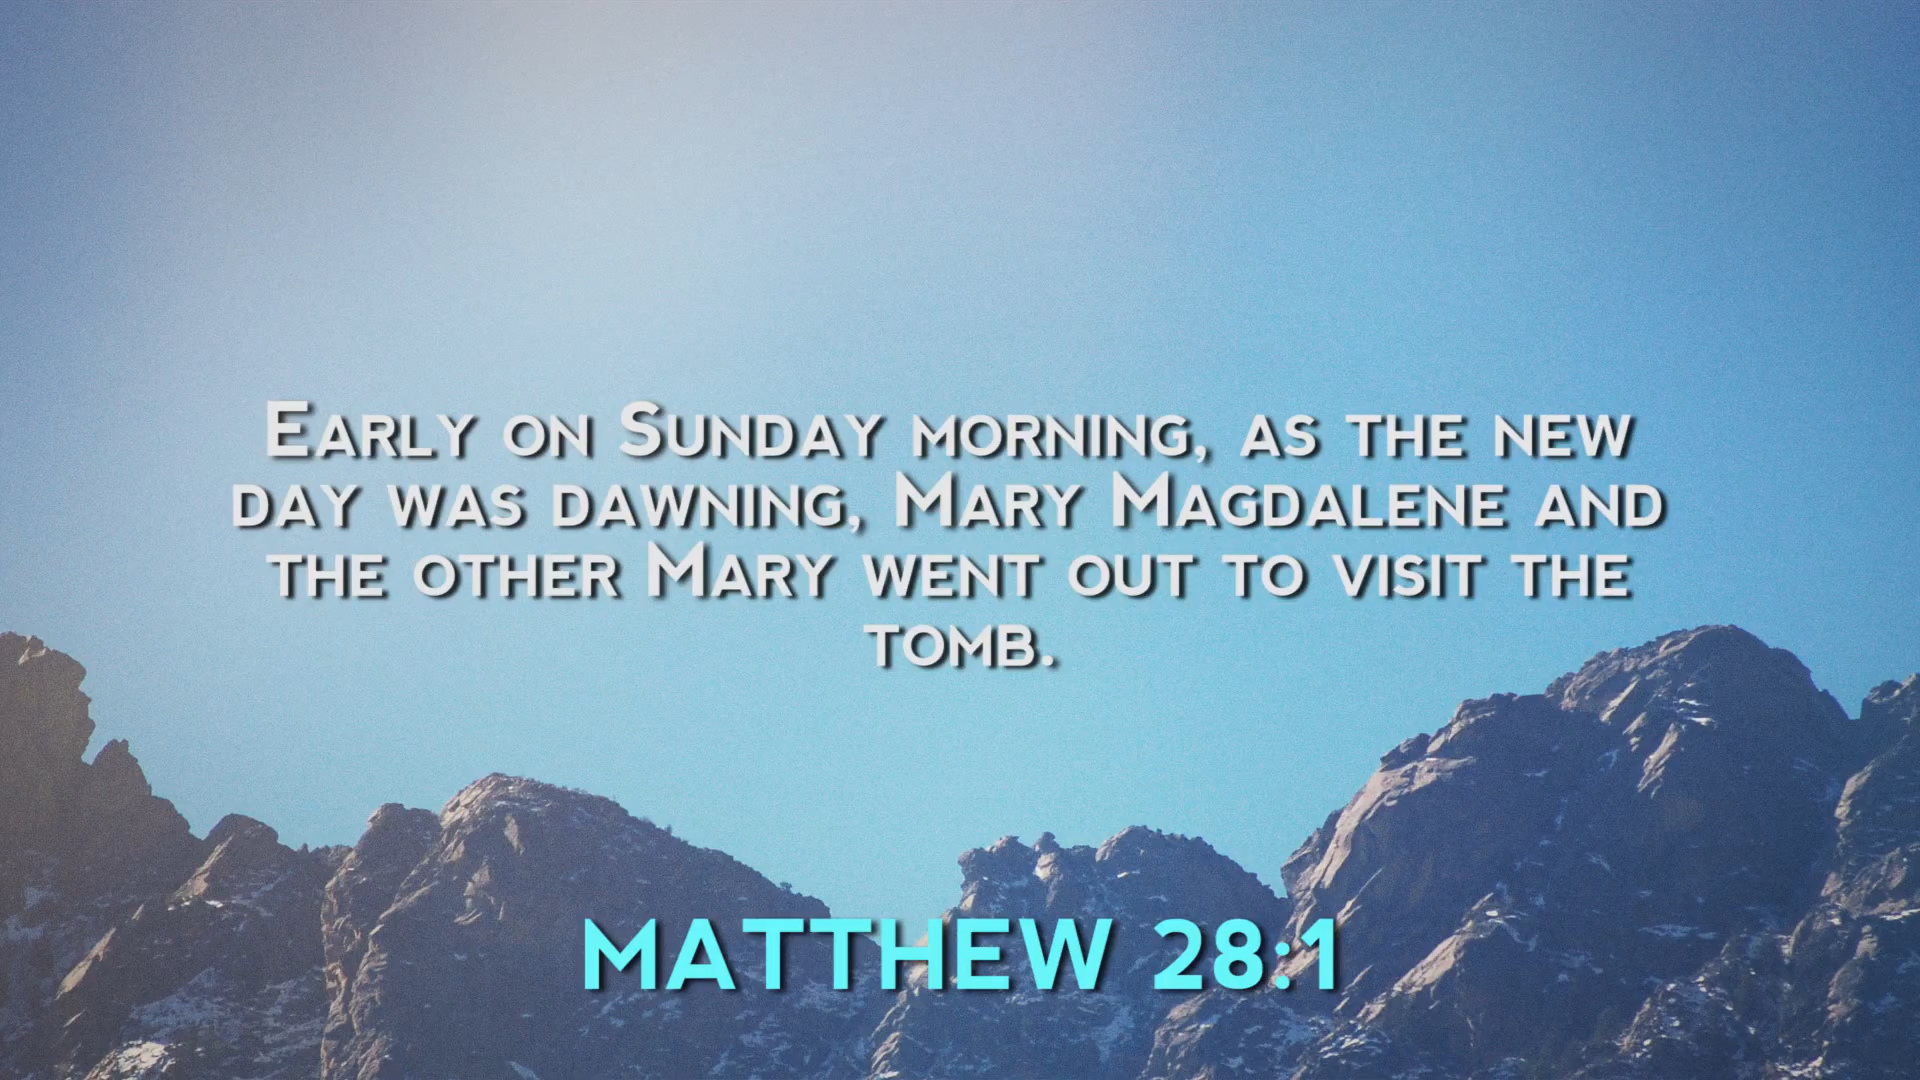 Early on Sunday morning, as the new
day was dawning, Mary Magdalene and
the other Mary went out to visit the
tomb.
MATTHEW 28:1